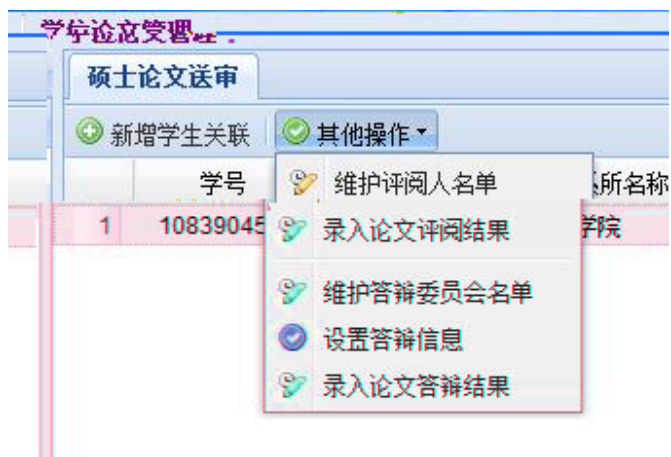 硕士论文送审
新增学生关联 其他操作
学号 维护评阅人名单 所名称
1 10839045 录入论文评阅结果 学院
维护答辩委员会名单
设置答辩信息
录入论文答辩结果